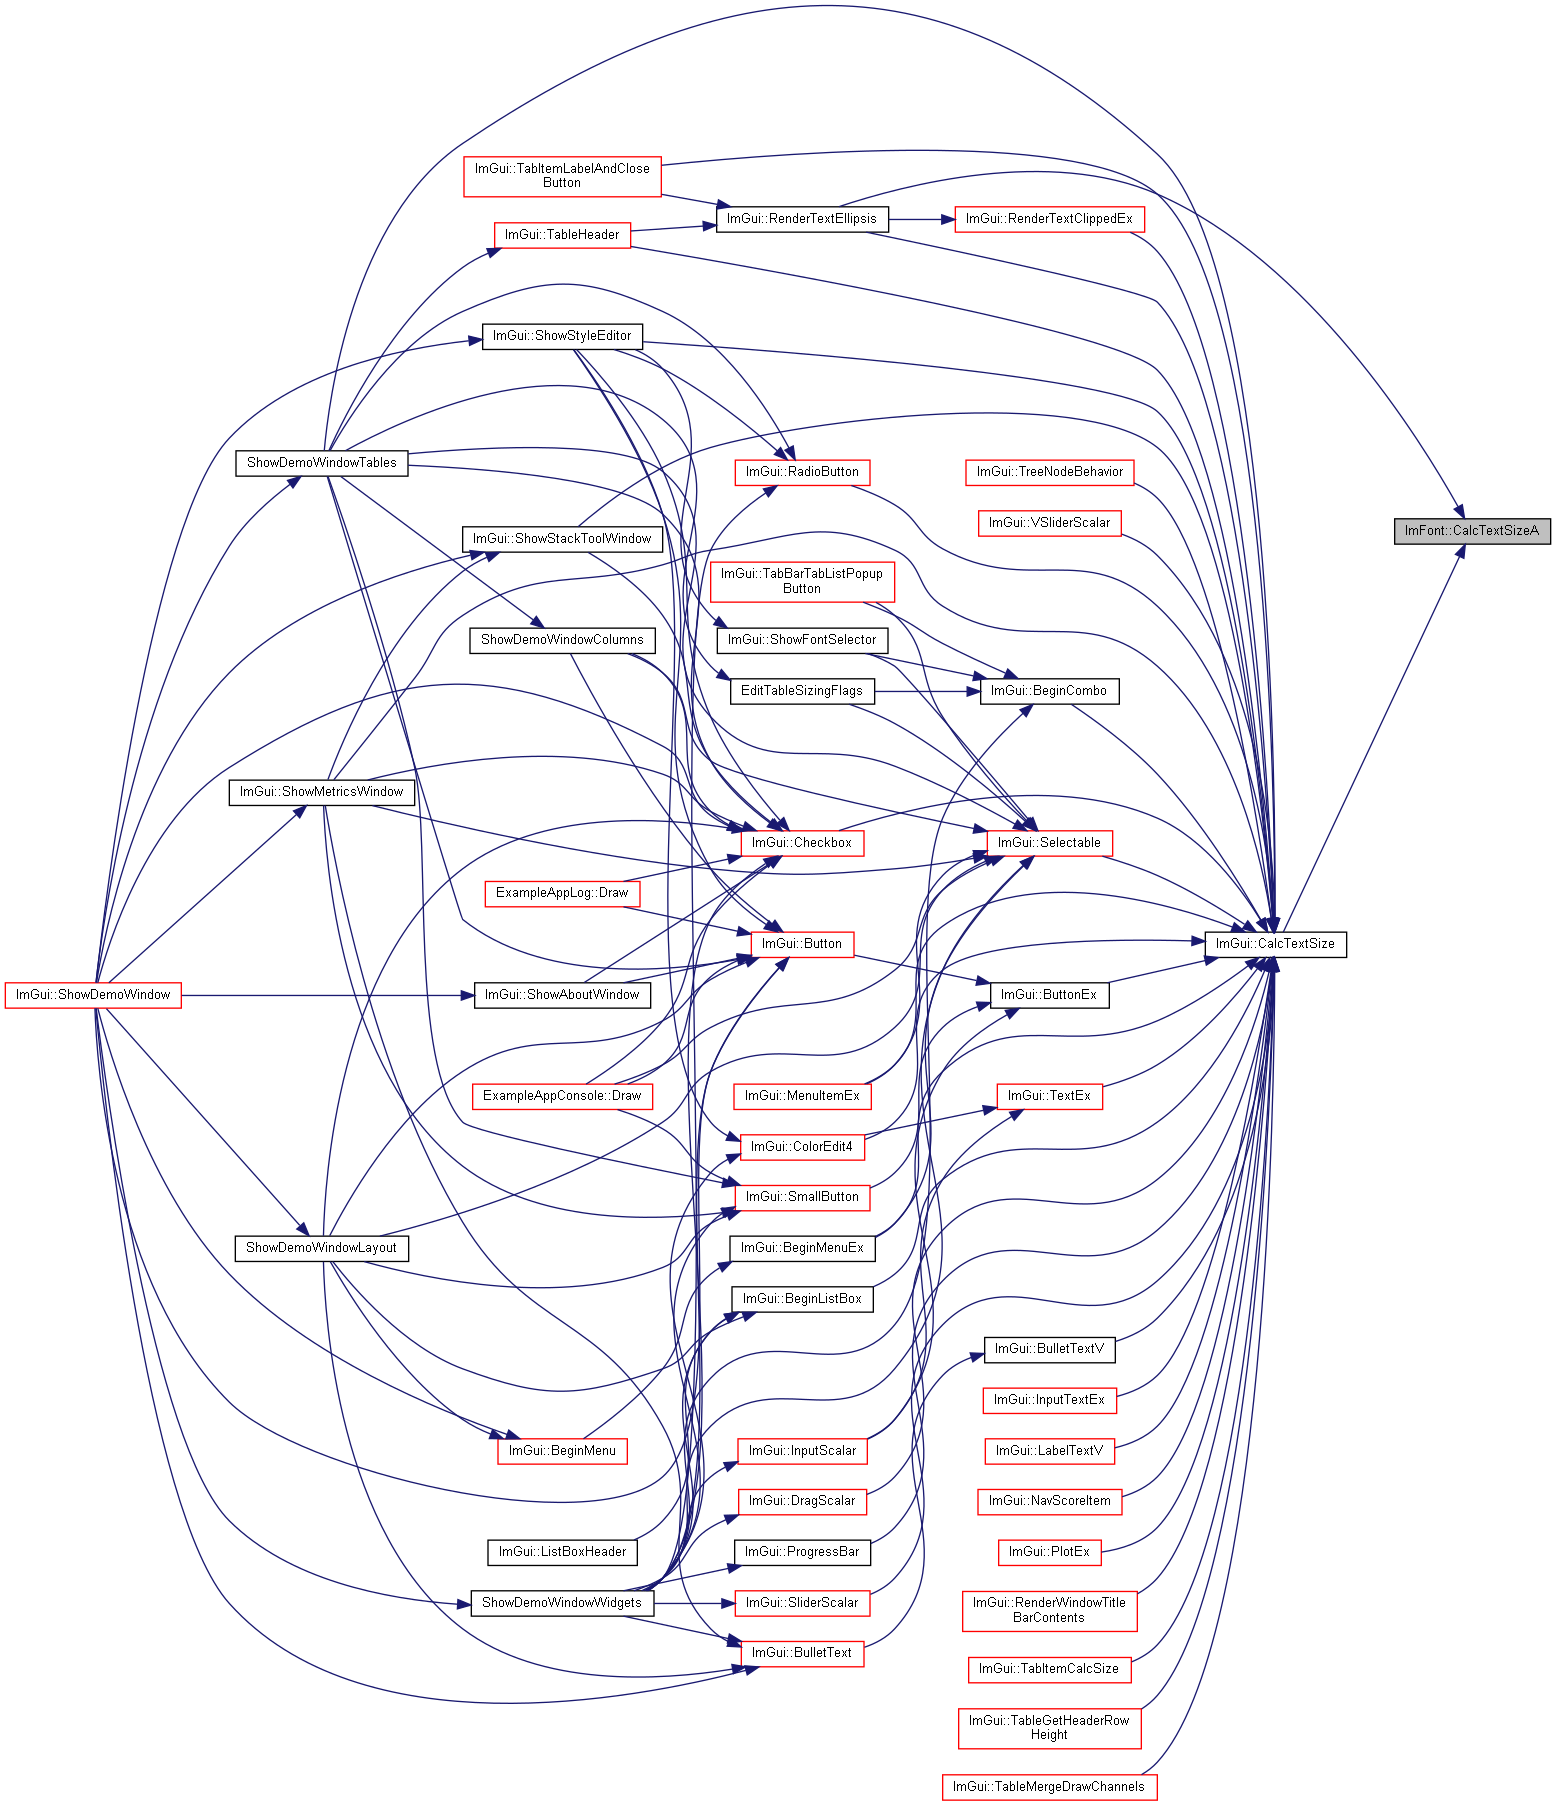 ImGui::TabItemLabelAndClose
Button
ImGui::RenderTextEllipsis
ImGui::RenderTextClippedEx
ImGui::TableHeader
ImGui::ShowStyleEditor
ShowDemoWindowTables
ImGui::RadioButton
ImGui::TreeNodeBehavior
ImGui::VSliderScalar
ImFont::CalcTextSizeA
ImGui::ShowStackToolWindow
ImGui::TabBarTabListPopup
Button
ShowDemoWindowColumns
ImGui::ShowFontSelector
EditTableSizingFlags
ImGui::BeginCombo
ImGui::ShowMetricsWindow
ImGui::Checkbox
ImGui::Selectable
ExampleAppLog::Draw
ImGui::Button
ImGui::CalcTextSize
ImGui::ShowDemoWindow
ImGui::ShowAboutWindow
ImGui::ButtonEx
ExampleAppConsole::Draw
ImGui::MenuItemEx
ImGui::TextEx
ImGui::ColorEdit4
ImGui::SmallButton
ShowDemoWindowLayout
ImGui::BeginMenuEx
ImGui::BeginListBox
ImGui::BulletTextV
ImGui::InputTextEx
ImGui::BeginMenu
ImGui::InputScalar
ImGui::LabelTextV
ImGui::DragScalar
ImGui::NavScoreItem
ImGui::ListBoxHeader
ImGui::ProgressBar
ImGui::PlotEx
ShowDemoWindowWidgets
ImGui::SliderScalar
ImGui::RenderWindowTitle
BarContents
ImGui::BulletText
ImGui::TabItemCalcSize
ImGui::TableGetHeaderRow
Height
ImGui::TableMergeDrawChannels